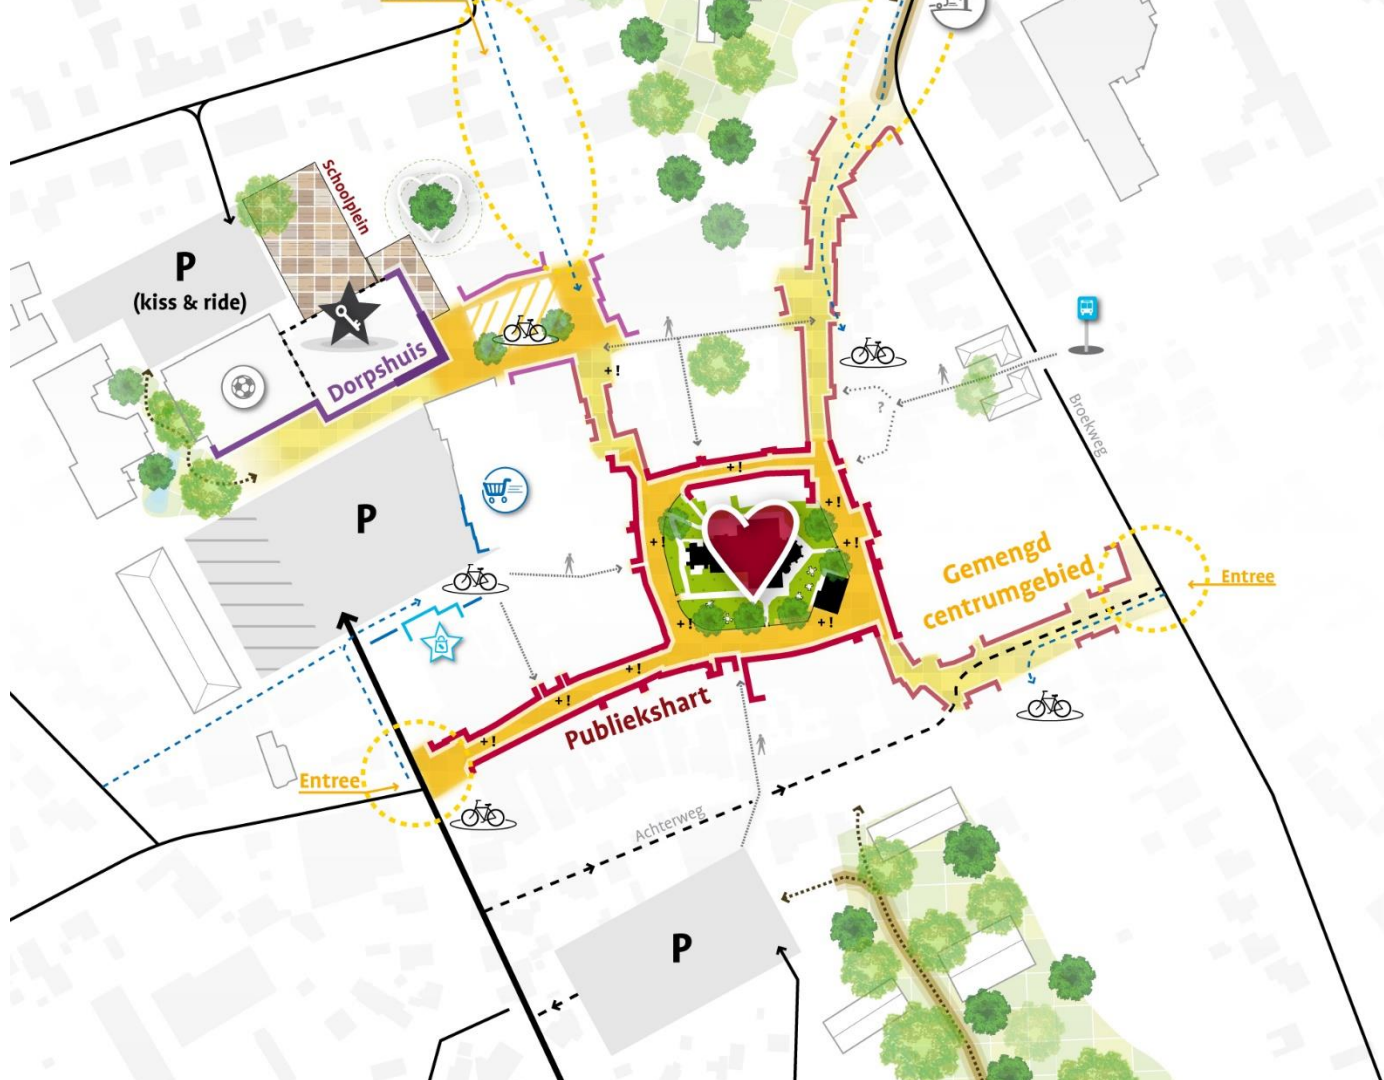 Schoolplein
P
(kiss & ride)
Dorpshuis
+!
?
Broekweg
+!
+!
P
+!
+!
Gemengd
centrumgebied
Entree
+!
+!
+!
+!
Publiekshart
+!
Entree
Achterweg
P